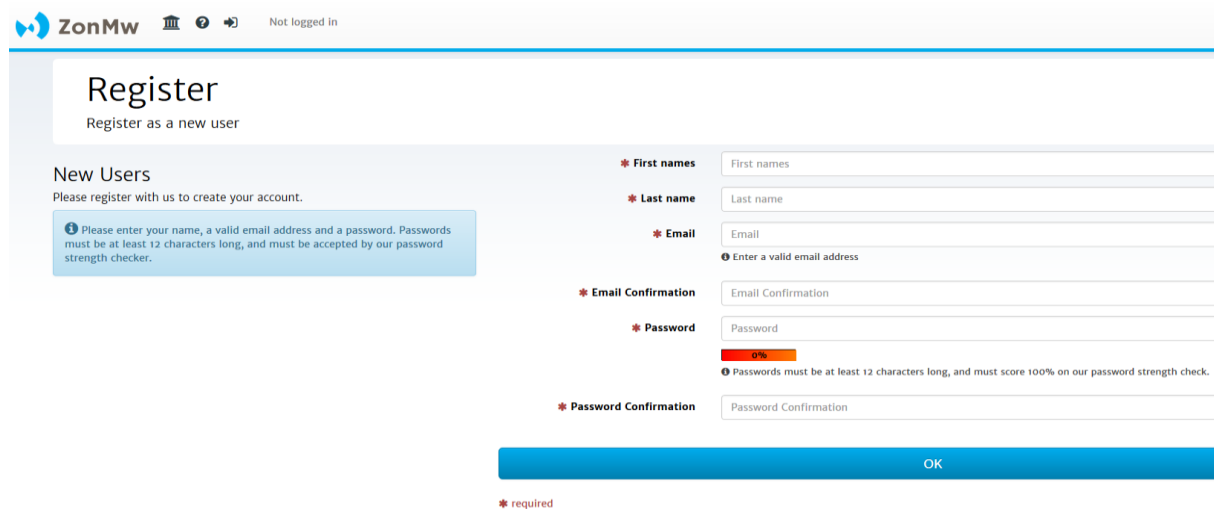 ZonMw Not logged in
Register
Register as a new user
New Users
Please register with us to create your account.
Please enter your name, a valid email address and a password. Passwords
must be at least 12 characters long, and must be accepted by our password
strength checker.
* First names First names
* Last name Last name
* Email Email
Enter a valid email address
* Email Confirmation Email Confirmation
* Password Password
0%
Passwords must be at least 12 characters long, and must score 100% on our password strength check.
* Password Confirmation Password Confirmation
OK
* required